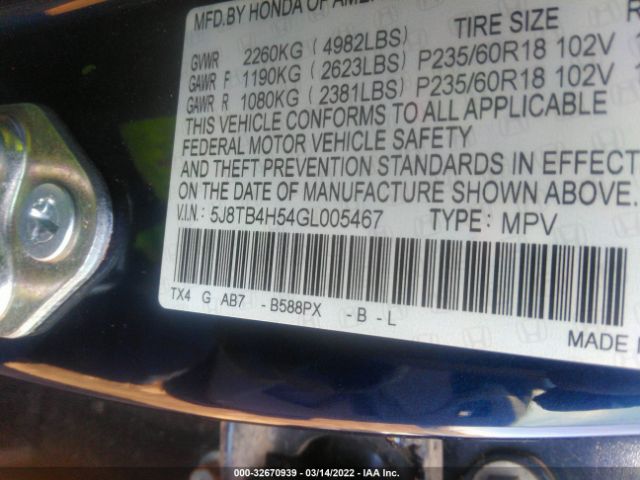 MFD.BY HONDA OF
TIRE SIZE
GVWR 2260KG (4982LBS)
GAWR F 1190KG (2623LBS) P235/60R18 102V
GAWR R 1080KG (2381LBS) P235/60R18 102V
THIS VEHICLE CONFORMS TO ALL APPLICABLE
FEDERAL MOTOR VEHICLE SAFETY
AND THEFT PREVENTION STANDARDS IN EFFECT
ON THE DATE OF MANUFACTURE SHOWN ABOVE.
V.I.N: 5J8TB4H54GL005467 TYPE: MPV
TX4 G AB7 - B588PX - B - L
MADE
000-32670939 - 03/14/2022 - IAA Inc.